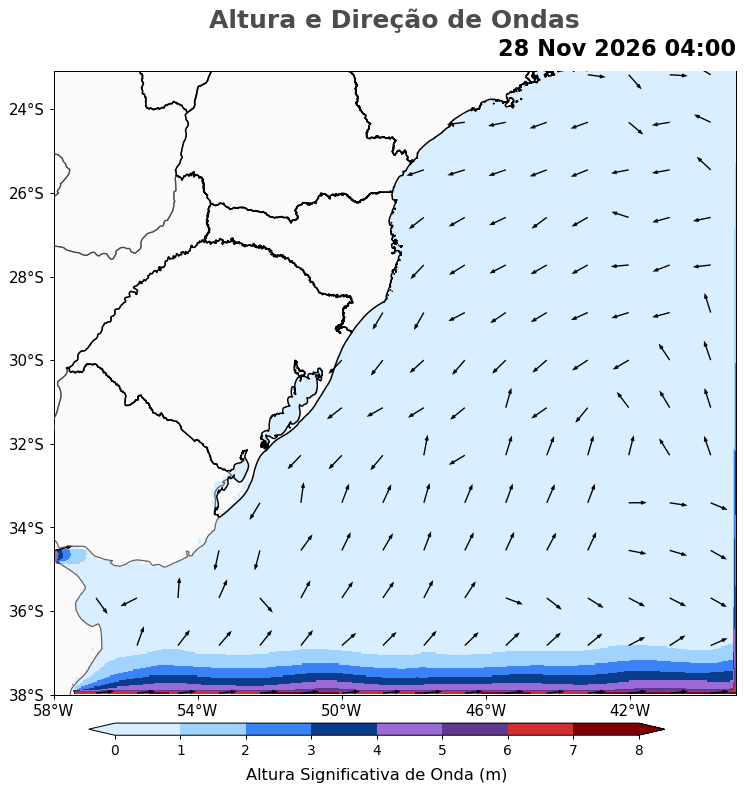 Altura e Direção de Ondas
28 Nov 2026 04:00
24°S
26°S
28°S
30°S
32°S
34°S
36°S
38°S
58°W 54°W 50°W 46°W 42°W
0 1 2 3 4 5 6 7 8
Altura Significativa de Onda (m)